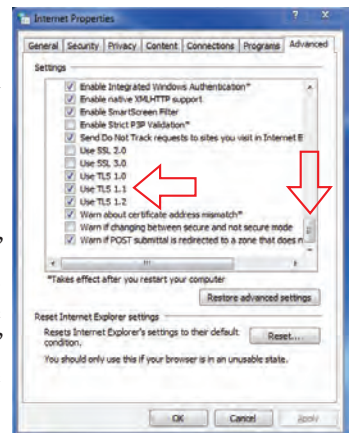 Internet Properties
General Security Privacy Content Connections Programs Advanced
Settings
Enable Integrated Windows Authentication*
Enable native XMLHTTP support
Enable SmartScreen Filter
Enable Strict P3P Validation*
Send Do Not Track requests to sites you visit in Internet E
Use SSL 2.0
Use SSL 3.0
Use TLS 1.0
Use TLS 1.1
Use TLS 1.2
Warn about certificate address mismatch*
Warn if changing between secure and not secure mode
Warn if POST submittal is redirected to a zone that does n
*Takes effect after you restart your computer
Restore advanced settings
Reset Internet Explorer settings
Resets Internet Explorer's settings to their default condition.
Reset...
You should only use this if your browser is in an unusable state.
OK Cancel Apply